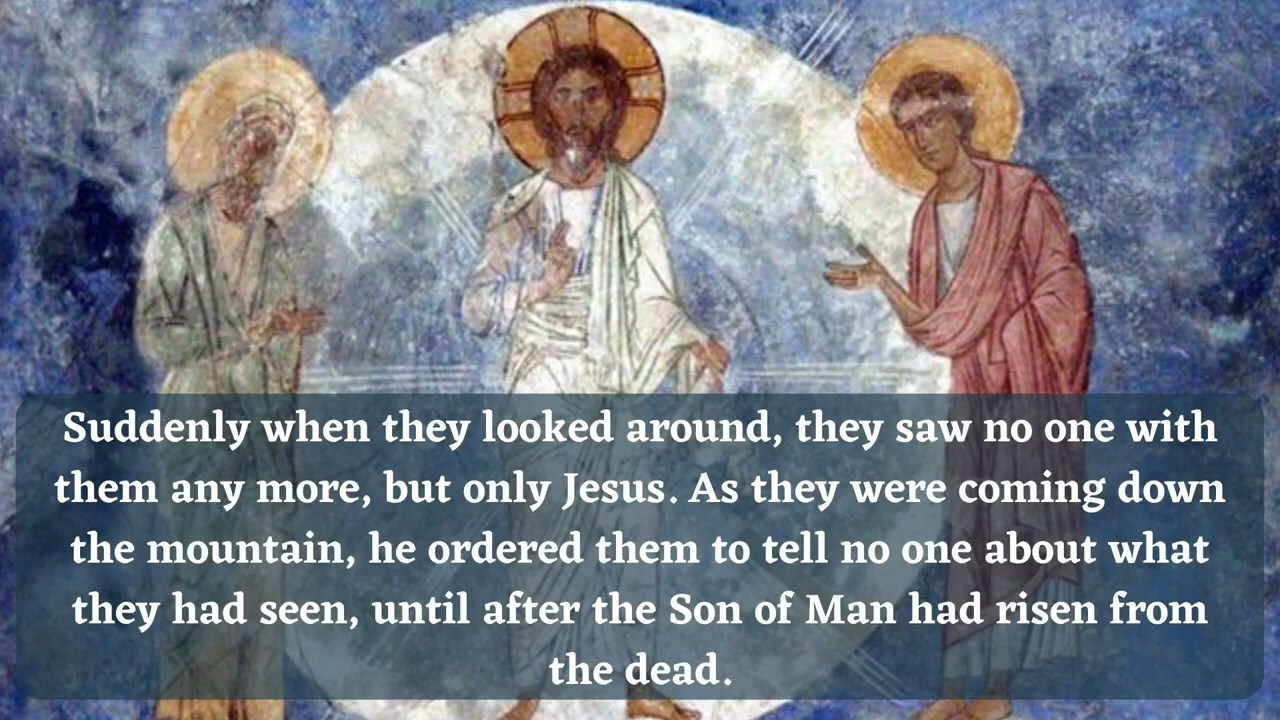 Suddenly when they looked around, they saw no one with
them any more, but only Jesus. As they were coming down
the mountain, he ordered them to tell no one about what
they had seen, until after the Son of Man had risen from
the dead.